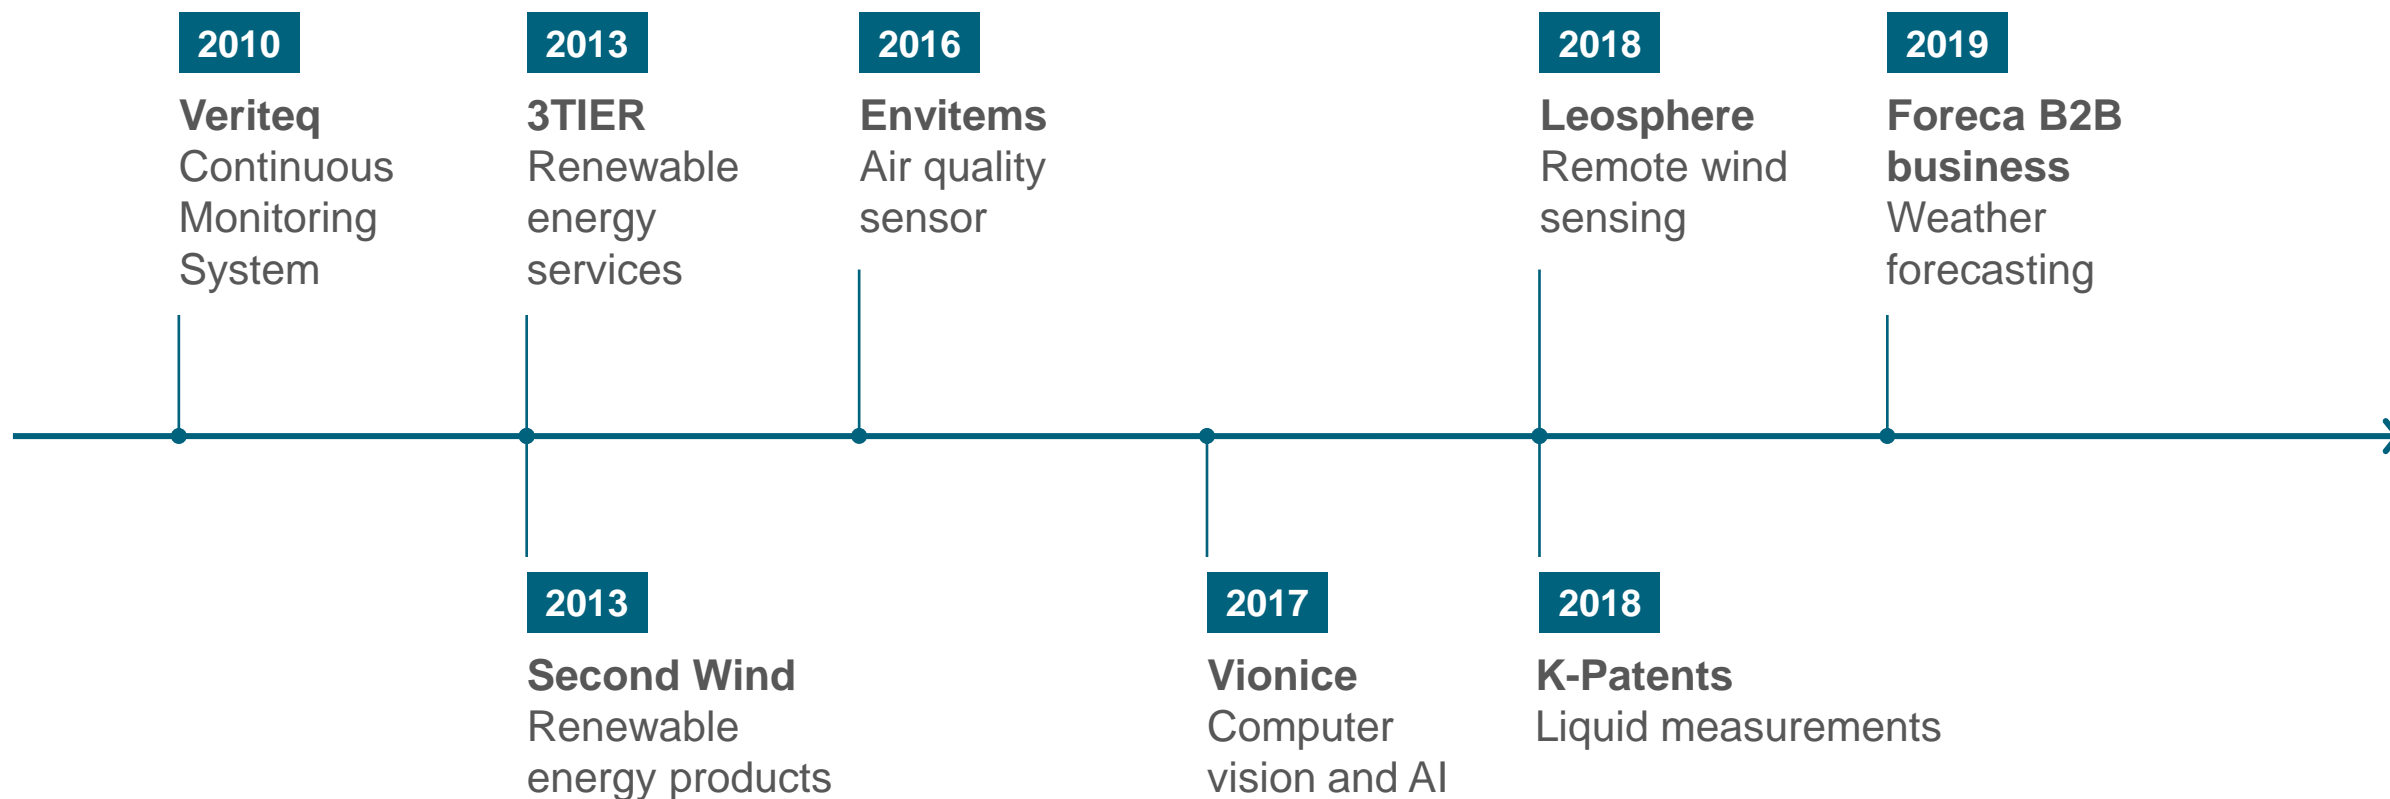 2010
Veriteq
Continuous
Monitoring
System
2013
3TIER
Renewable
energy
services
2016
Envitems
Air quality
sensor
2018
Leosphere
Remote wind
sensing
2019
Foreca B2B
business
Weather
forecasting
2013
Second Wind
Renewable
energy products
2017
Vionice
Computer
vision and AI
2018
K-Patents
Liquid measurements